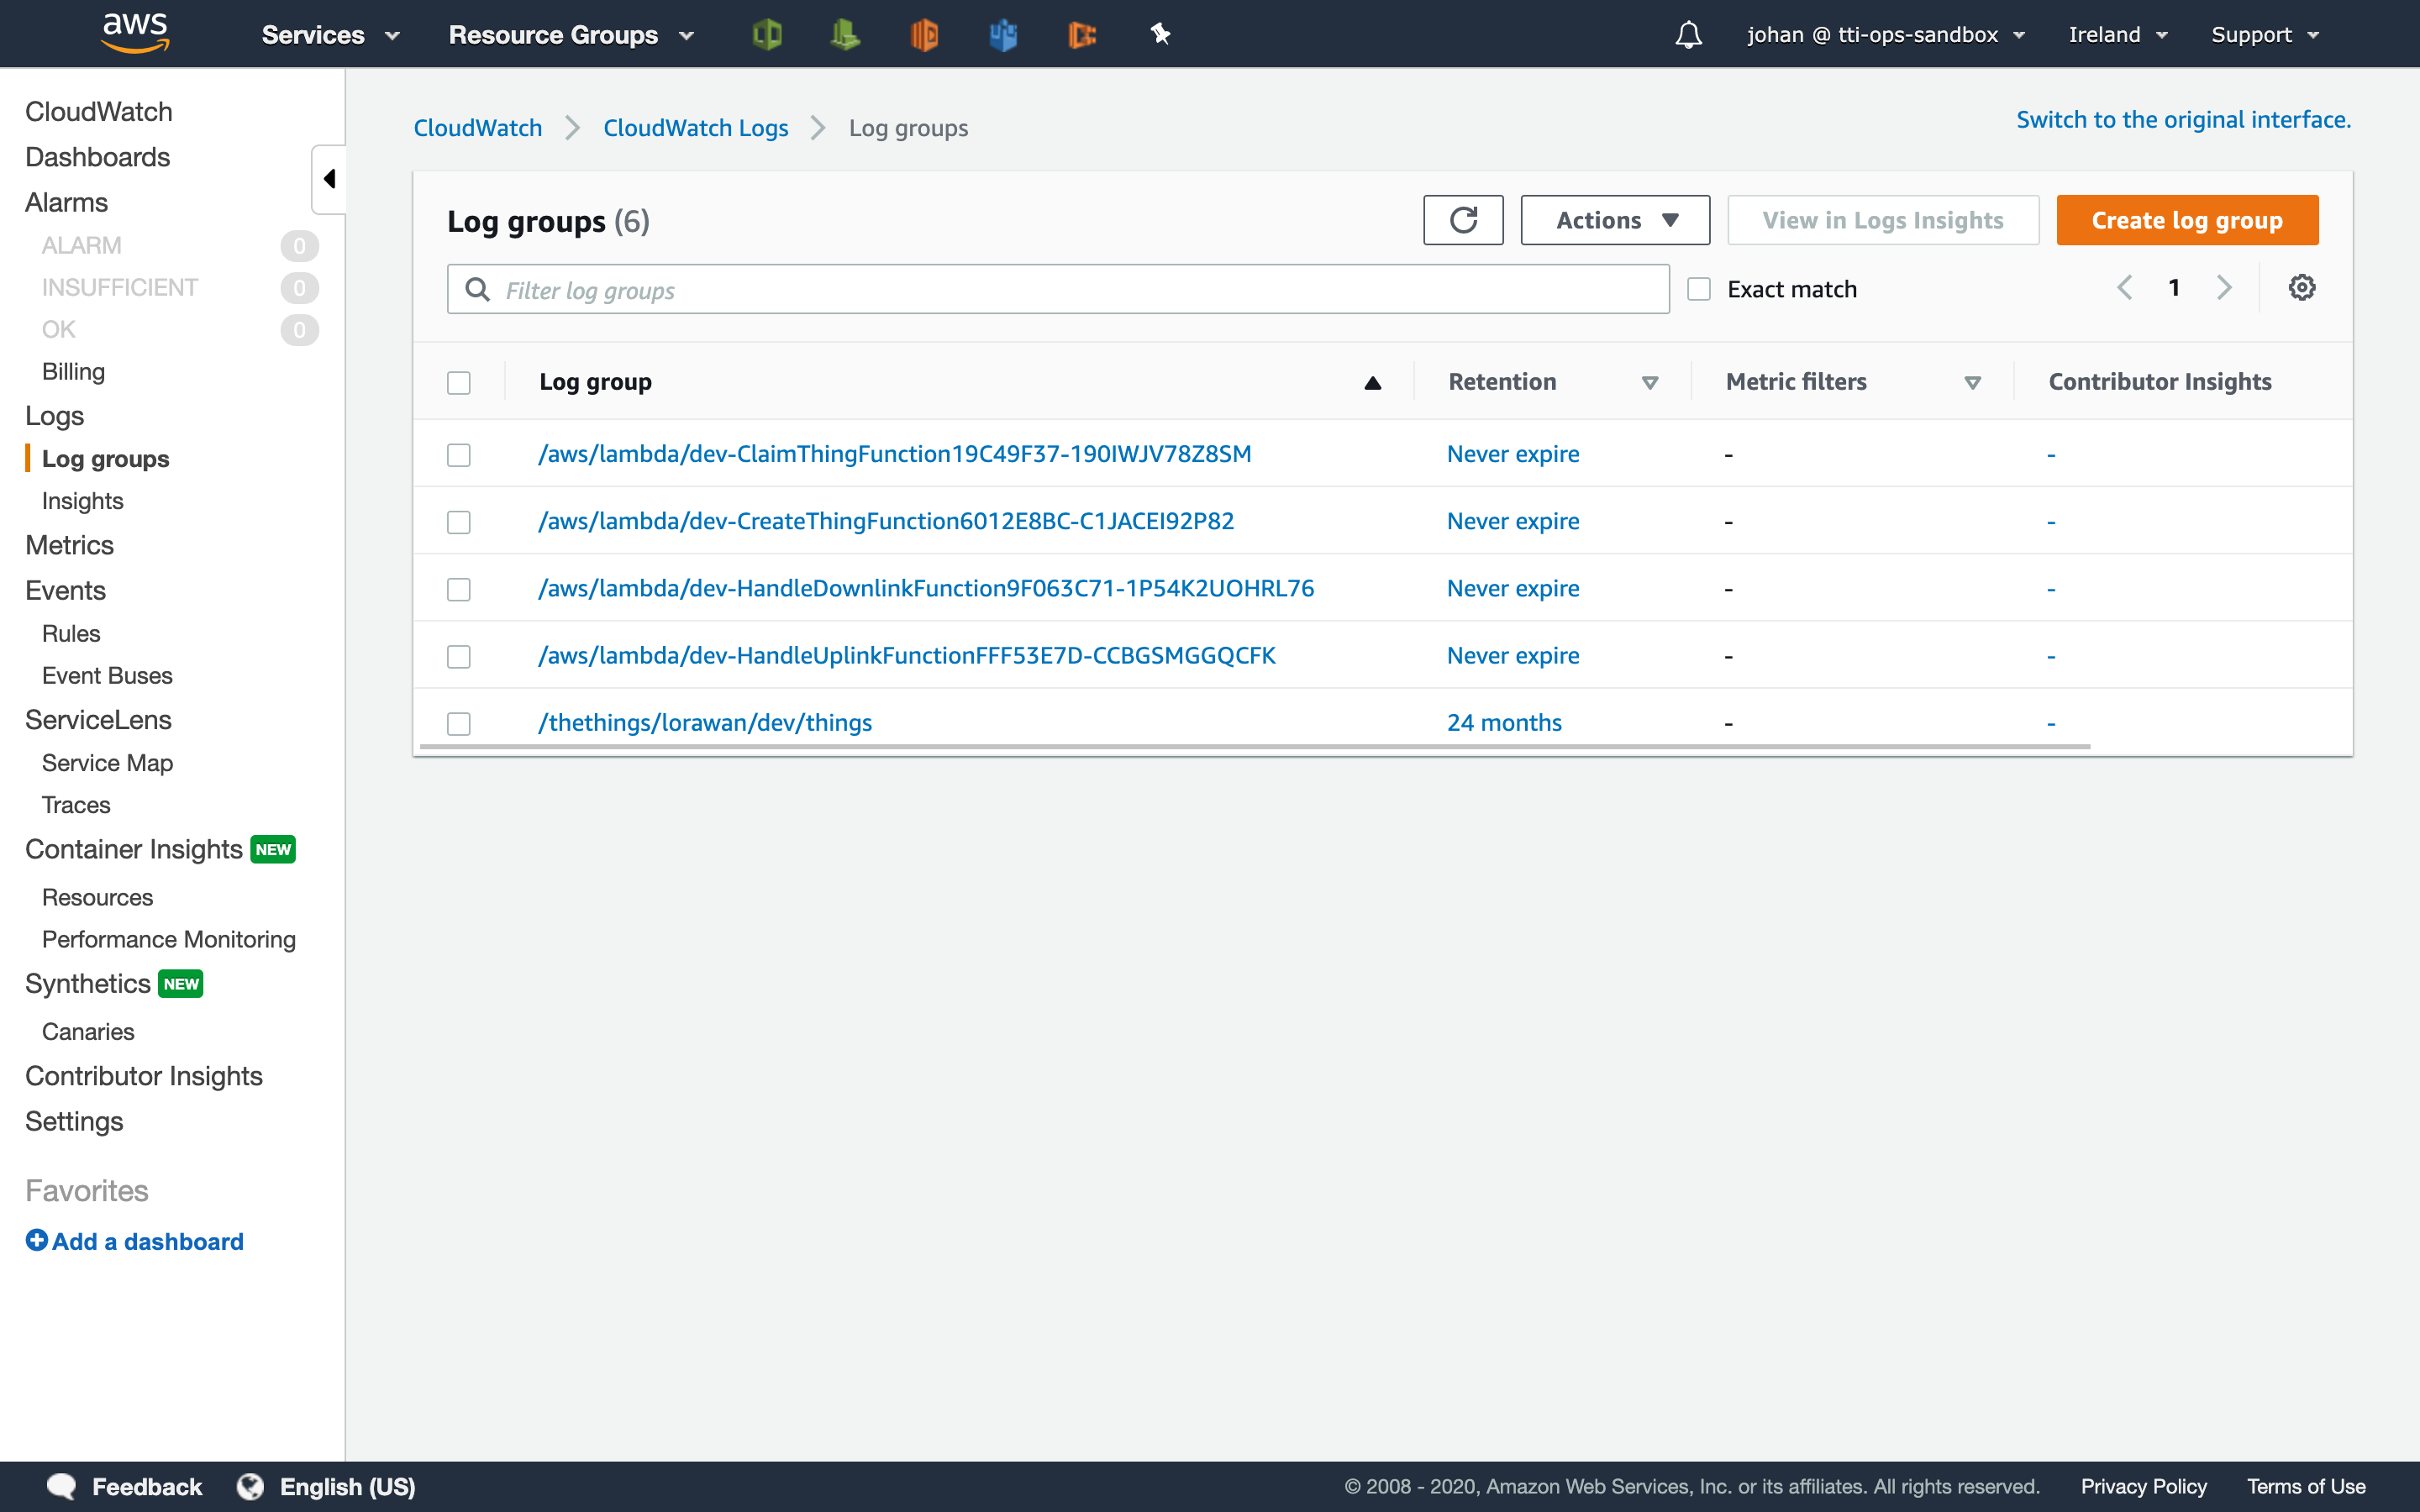 aws
Services
Resource Groups
johan @ tti-ops-sandbox
Ireland
Support
CloudWatch
Dashboards
Alarms
ALARM 0
INSUFFICIENT 0
OK 0
Billing
Logs
Log groups
Insights
Metrics
Events
Rules
Event Buses
ServiceLens
Service Map
Traces
Container Insights NEW
Resources
Performance Monitoring
Synthetics NEW
Canaries
Contributor Insights
Settings
Favorites
Add a dashboard
CloudWatch > CloudWatch Logs > Log groups
Switch to the original interface.
Log groups (6)
Actions
View in Logs Insights
Create log group
Filter log groups
Exact match
1
Log group Retention Metric filters Contributor Insights
/aws/lambda/dev-ClaimThingFunction19C49F37-190IWJV78Z8SM Never expire - -
/aws/lambda/dev-CreateThingFunction6012E8BC-C1JACEI92P82 Never expire - -
/aws/lambda/dev-HandleDownlinkFunction9F063C71-1P54K2UOHRL76 Never expire - -
/aws/lambda/dev-HandleUplinkFunctionFFF53E7D-CCBGSMGGQCFK Never expire - -
/thethings/lorawan/dev/things 24 months - -
Feedback
English (US)
© 2008 - 2020, Amazon Web Services, Inc. or its affiliates. All rights reserved.
Privacy Policy
Terms of Use